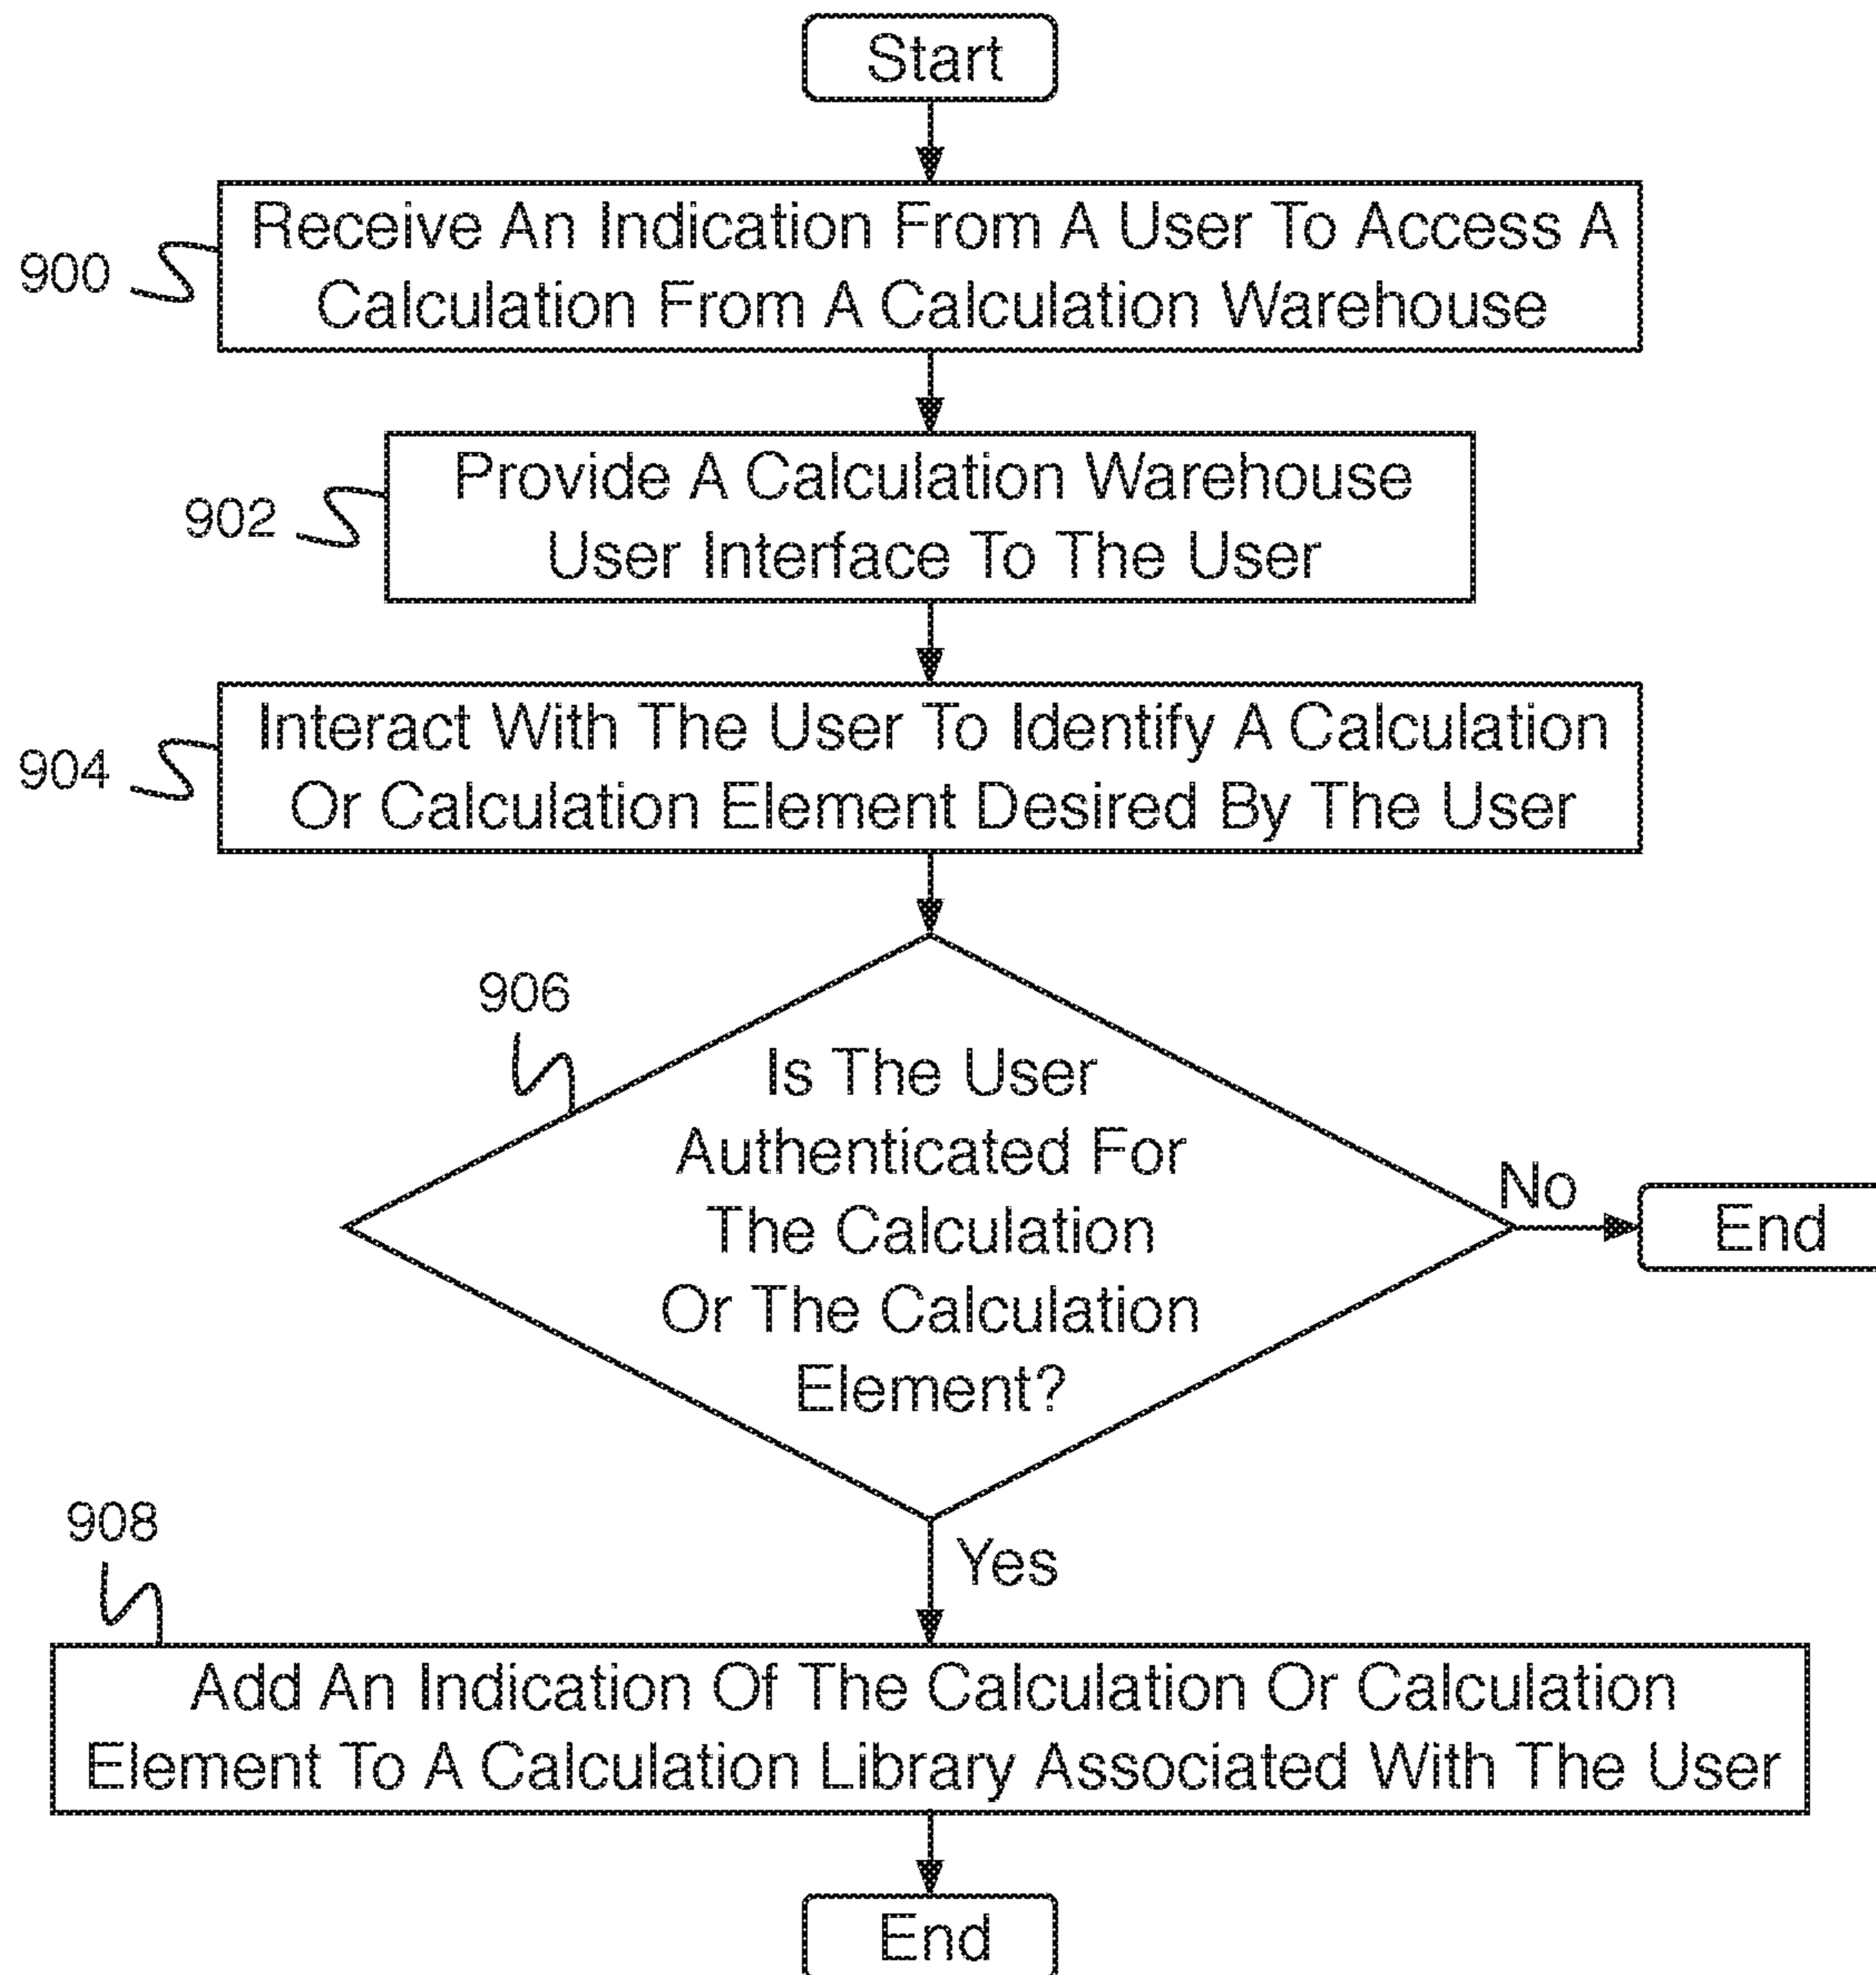 Start
900
Receive An Indication From A User To Access A
Calculation From A Calculation Warehouse
902
Provide A Calculation Warehouse
User Interface To The User
904
Interact With The User To Identify A Calculation
Or Calculation Element Desired By The User
906
Is The User
Authenticated For
The Calculation
Or The Calculation
Element?
No
End
Yes
908
Add An Indication Of The Calculation Or Calculation
Element To A Calculation Library Associated With The User
End